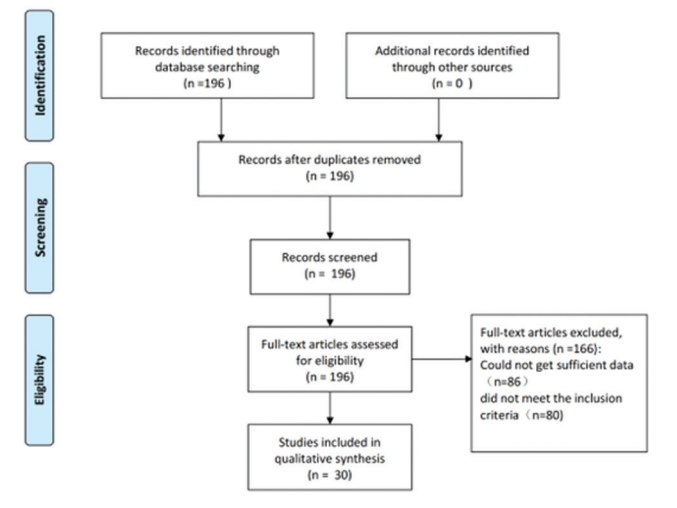 Identification
Records identified through
database searching
(n =196 )
Additional records identified
through other sources
(n = 0  )
Records after duplicates removed
(n = 196)
Screening
Records screened
(n =  196)
Eligibility
Full-text articles assessed
for eligibility
(n = 196)
Full-text articles excluded,
with reasons (n =166):
Could not get sufficient data
（n=86）
did not meet the inclusion
criteria（n=80)
Studies included in
qualitative synthesis
(n =  30)